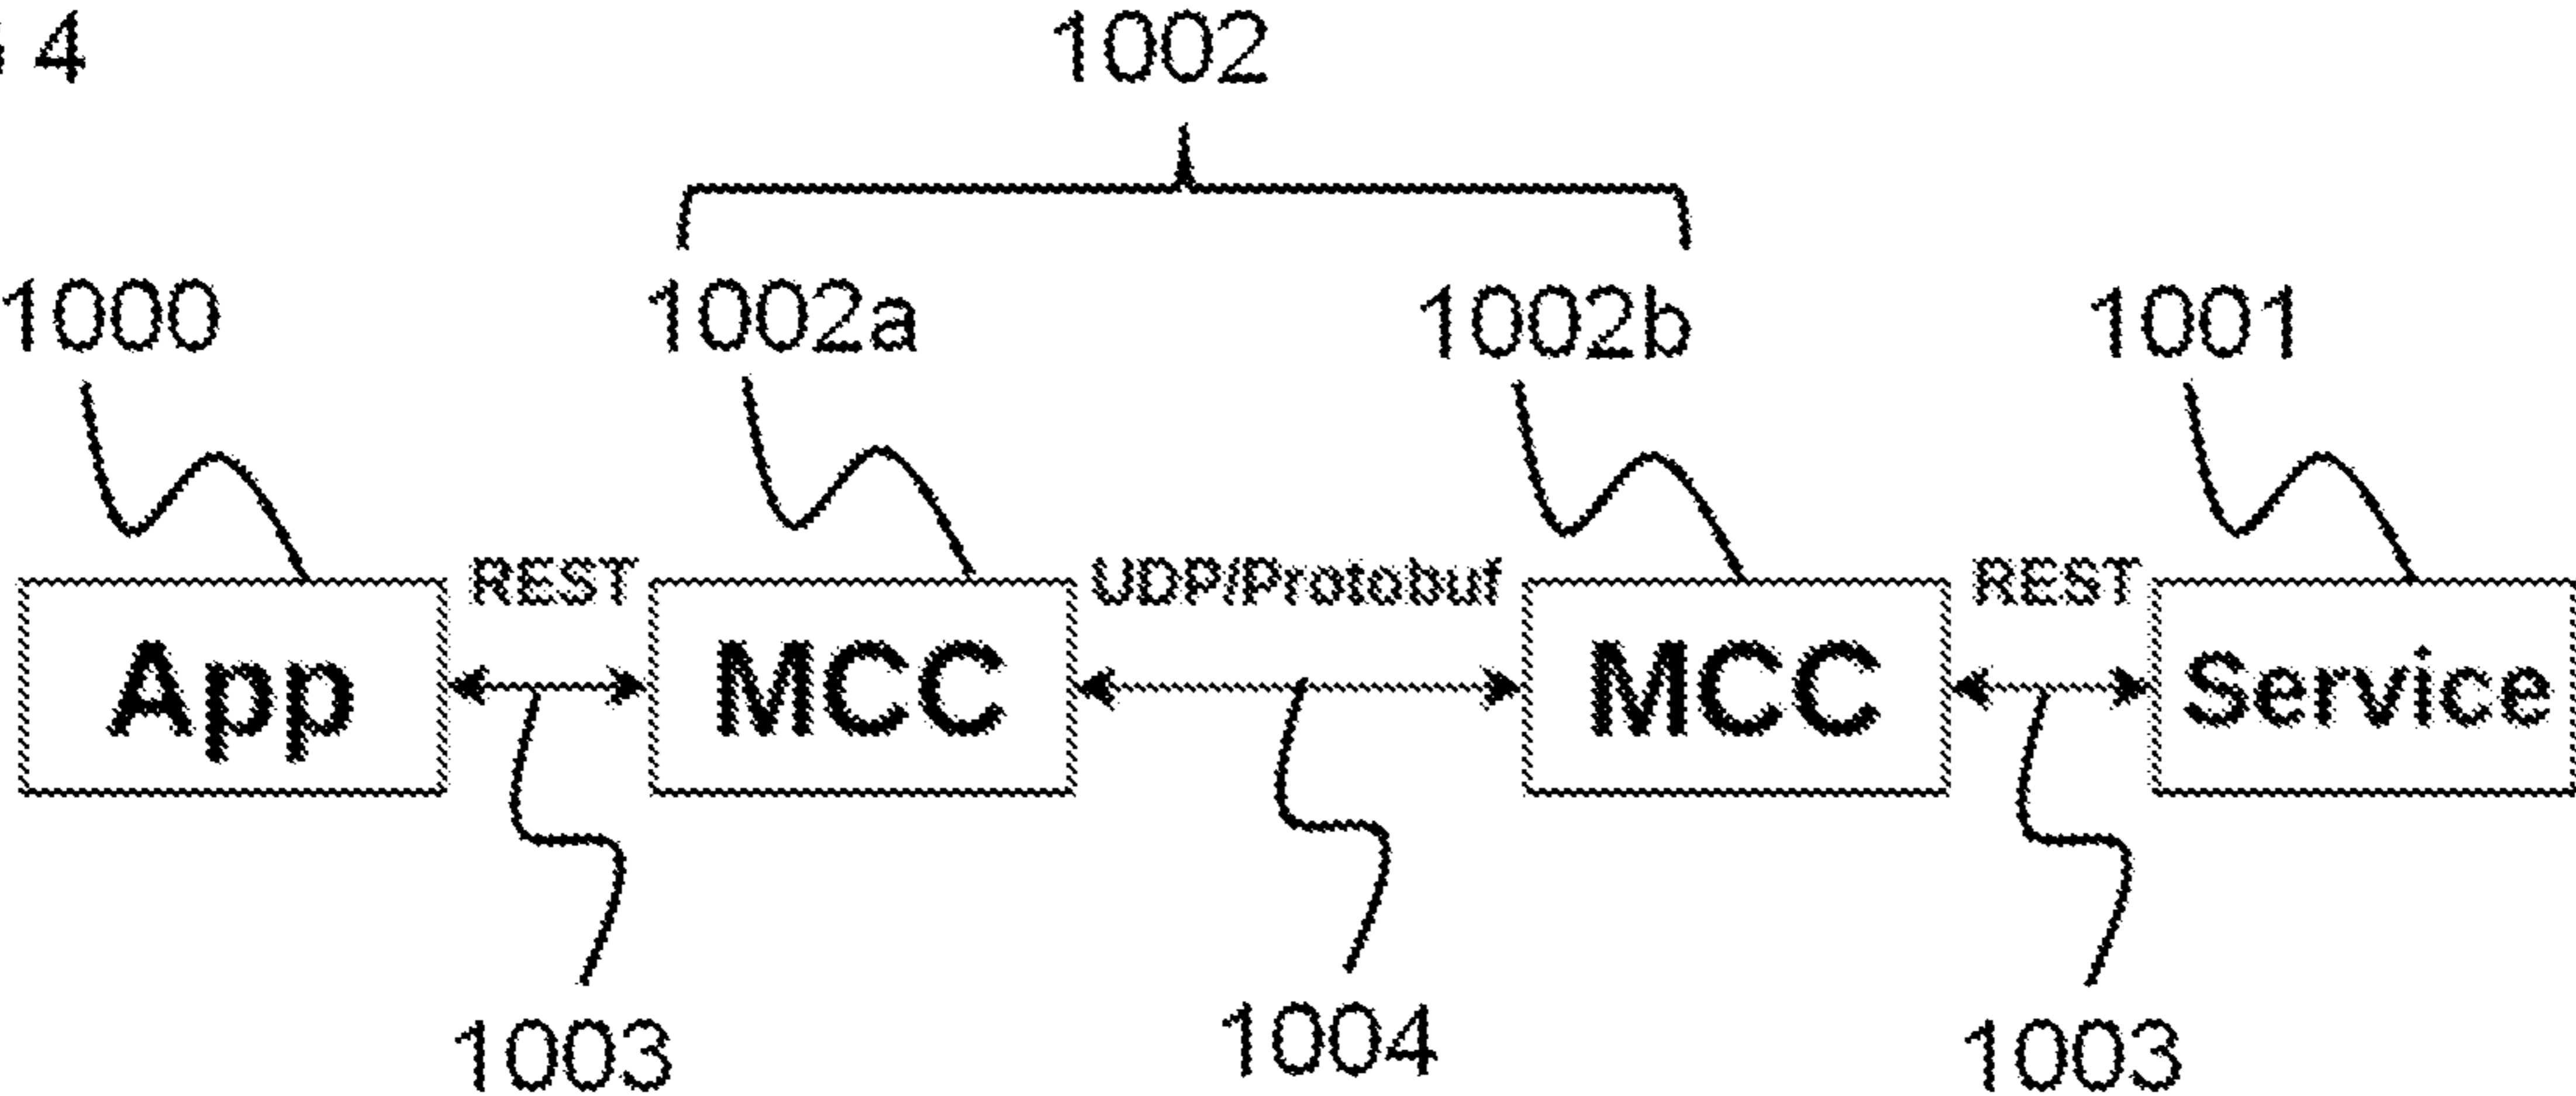 4
1002
1000 1002a 1002b 1001
REST UDP/Protobuf REST
App MCC MCC Service
1003 1004 1003